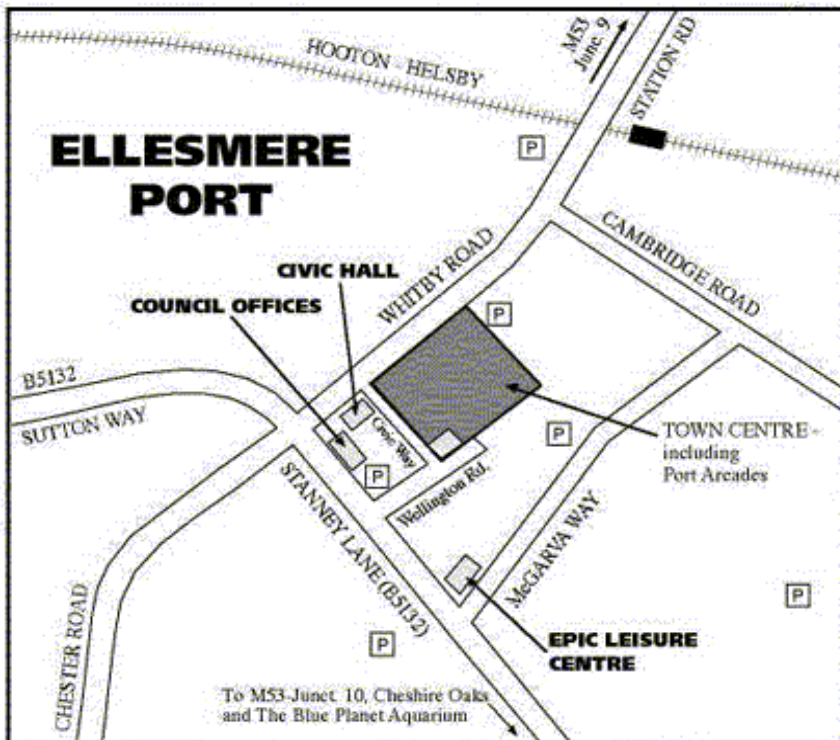 M53
Junc. 9
STATION RD
HOOTON - HELSBY
P
ELLESMERE
PORT
CAMBRIDGE ROAD
WHITBY ROAD
CIVIC HALL
COUNCIL OFFICES
P
B5132
SUTTON WAY
Civic Way
P
TOWN CENTRE -
including
Port Arcades
P
Wellington Rd.
STANNEY LANE (B5132)
McGARVA WAY
P
CHESTER ROAD
P
EPIC LEISURE
CENTRE
To M53 Junct. 10, Cheshire Oaks
and The Blue Planet Aquarium